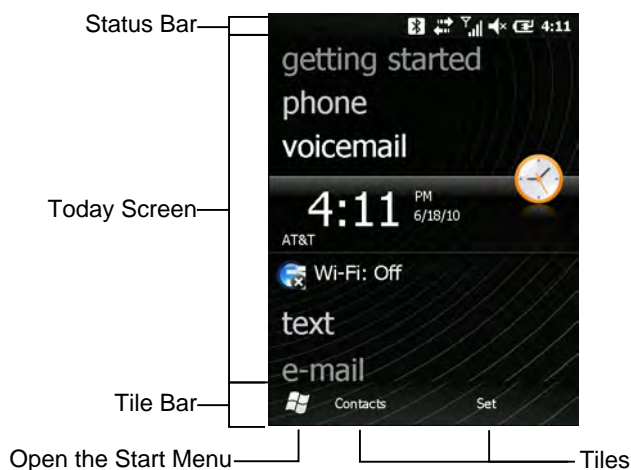 Status Bar
4:11
getting started
phone
voicemail
Today Screen
4:11 PM
6/18/10
AT&T
Wi-Fi: Off
text
e-mail
Tile Bar
Contacts Set
Open the Start Menu
Tiles